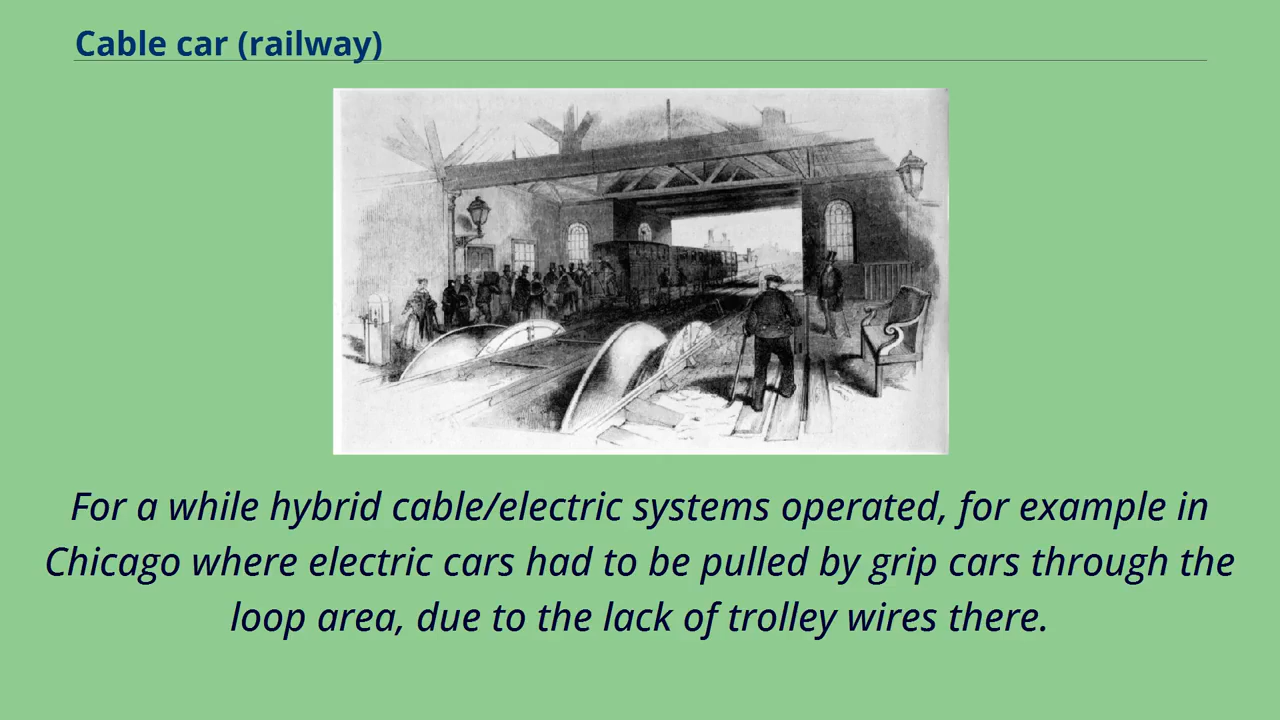 Cable car (railway)
For a while hybrid cable/electric systems operated, for example in
Chicago where electric cars had to be pulled by grip cars through the
loop area, due to the lack of trolley wires there.